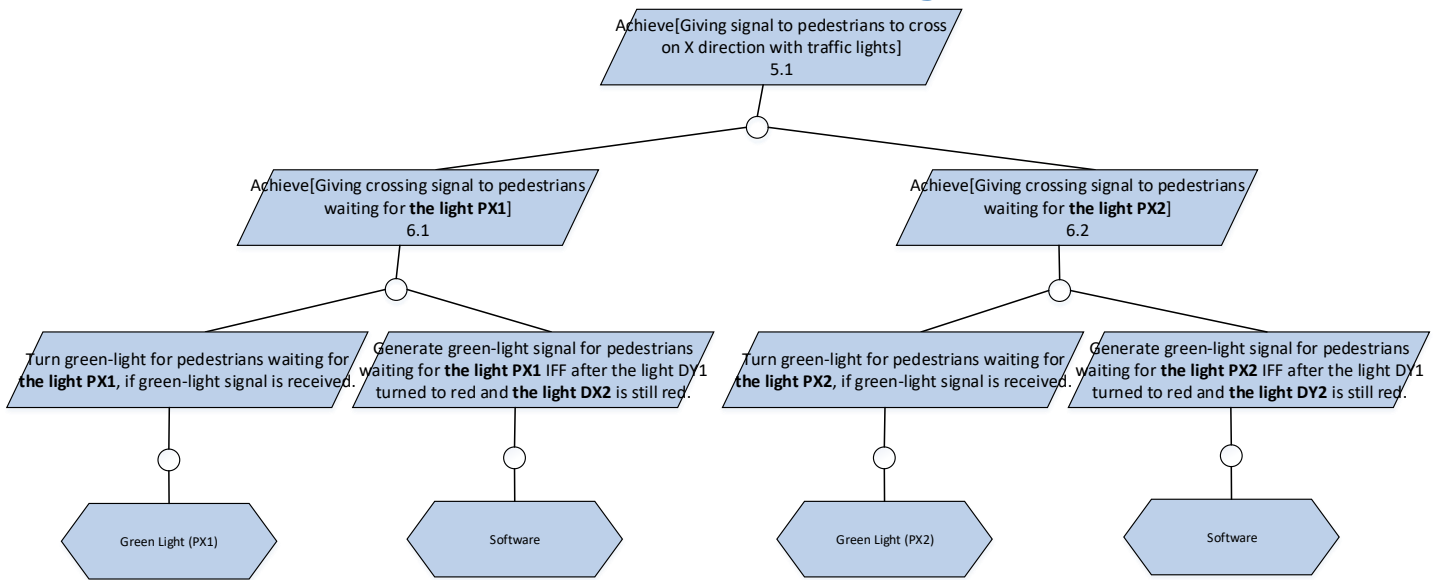 Achieve[Giving signal to pedestrians to cross
on X direction with traffic lights]
5.1
Achieve[Giving crossing signal to pedestrians
waiting for the light PX1]
6.1
Achieve[Giving crossing signal to pedestrians
waiting for the light PX2]
6.2
Turn green-light for pedestrians waiting for
the light PX1, if green-light signal is received.
Generate green-light signal for pedestrians
waiting for the light PX1 IFF after the light DY1
turned to red and the light DX2 is still red.
Turn green-light for pedestrians waiting for
the light PX2, if green-light signal is received.
Generate green-light signal for pedestrians
waiting for the light PX2 IFF after the light DY1
turned to red and the light DY2 is still red.
Green Light (PX1)
Software
Green Light (PX2)
Software